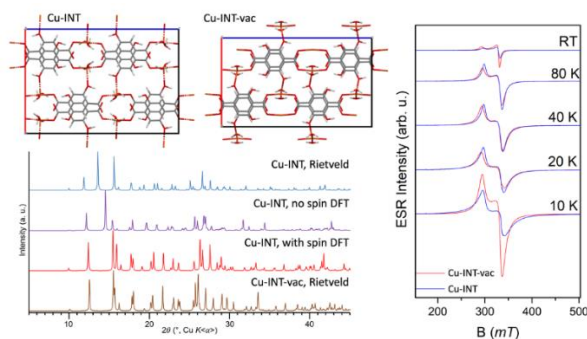 Cu-INT
Cu-INT-vac
Cu-INT, Rietveld
Cu-INT, no spin DFT
Cu-INT, with spin DFT
Cu-INT-vac, Rietveld
Intensity (a. u.)
10
20
30
40
2θ (°, Cu K<α>)
RT
80 K
40 K
20 K
10 K
Cu-INT-vac
Cu-INT
ESR Intensity (arb. u.)
200
300
400
500
B (mT)